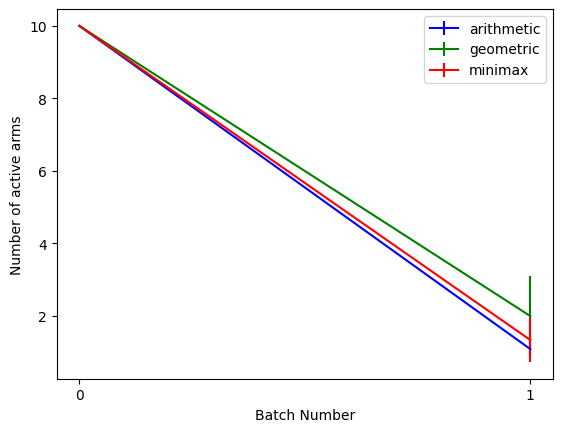 arithmetic
geometric
minimax
10
8
6
4
2
Number of active arms
0
1
Batch Number